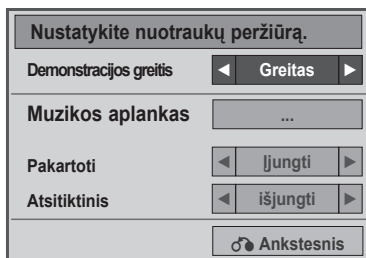 Nustatykite nuotraukų peržiūrą.
Demonstracijos greitis ◀ Greitas ▶
Muzikos aplankas ...
Pakartoti ◀ Įjungti ▶
Atsitiktinis ◀ išjungti ▶
Ankstesnis